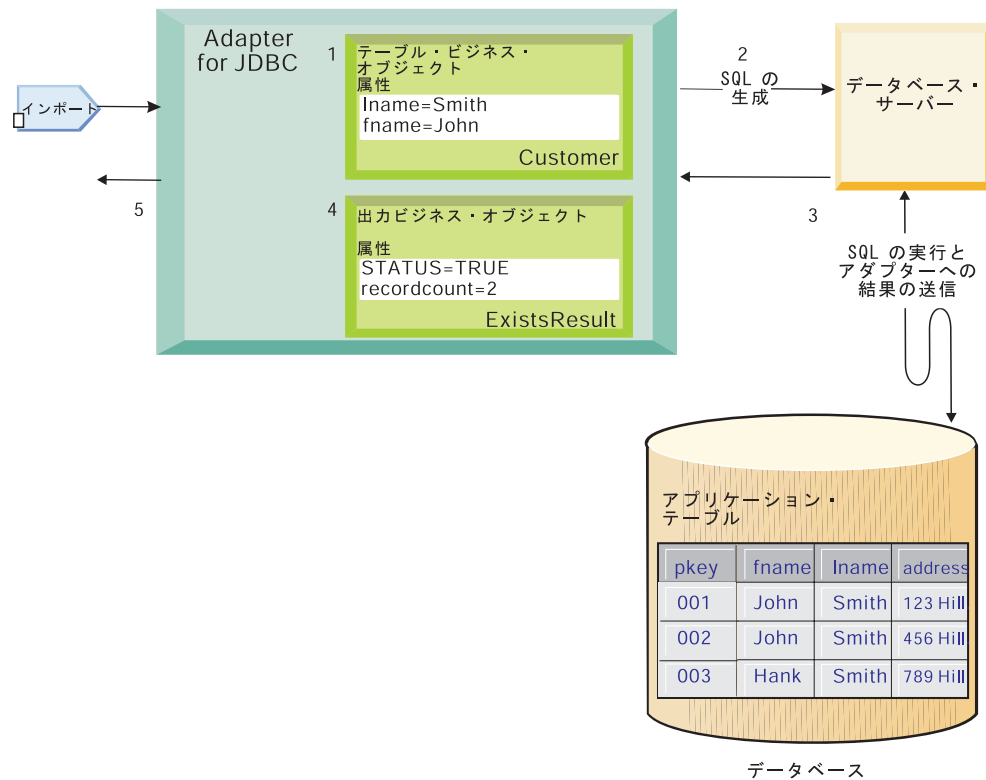 Adapter
for JDBC
1
テーブル・ビジネス・
オブジェクト
属性
lname=Smith
fname=John
Customer
2
SQL の
生成
データベース・
サーバー
インポート
5
4
出力ビジネス・オブジェクト
属性
STATUS=TRUE
recordcount=2
ExistsResult
3
SQL の実行と
アダプターへの
結果の送信
アプリケーション・
テーブル
pkey fname lname address
001 John Smith 123 Hill
002 John Smith 456 Hill
003 Hank Smith 789 Hill
データベース